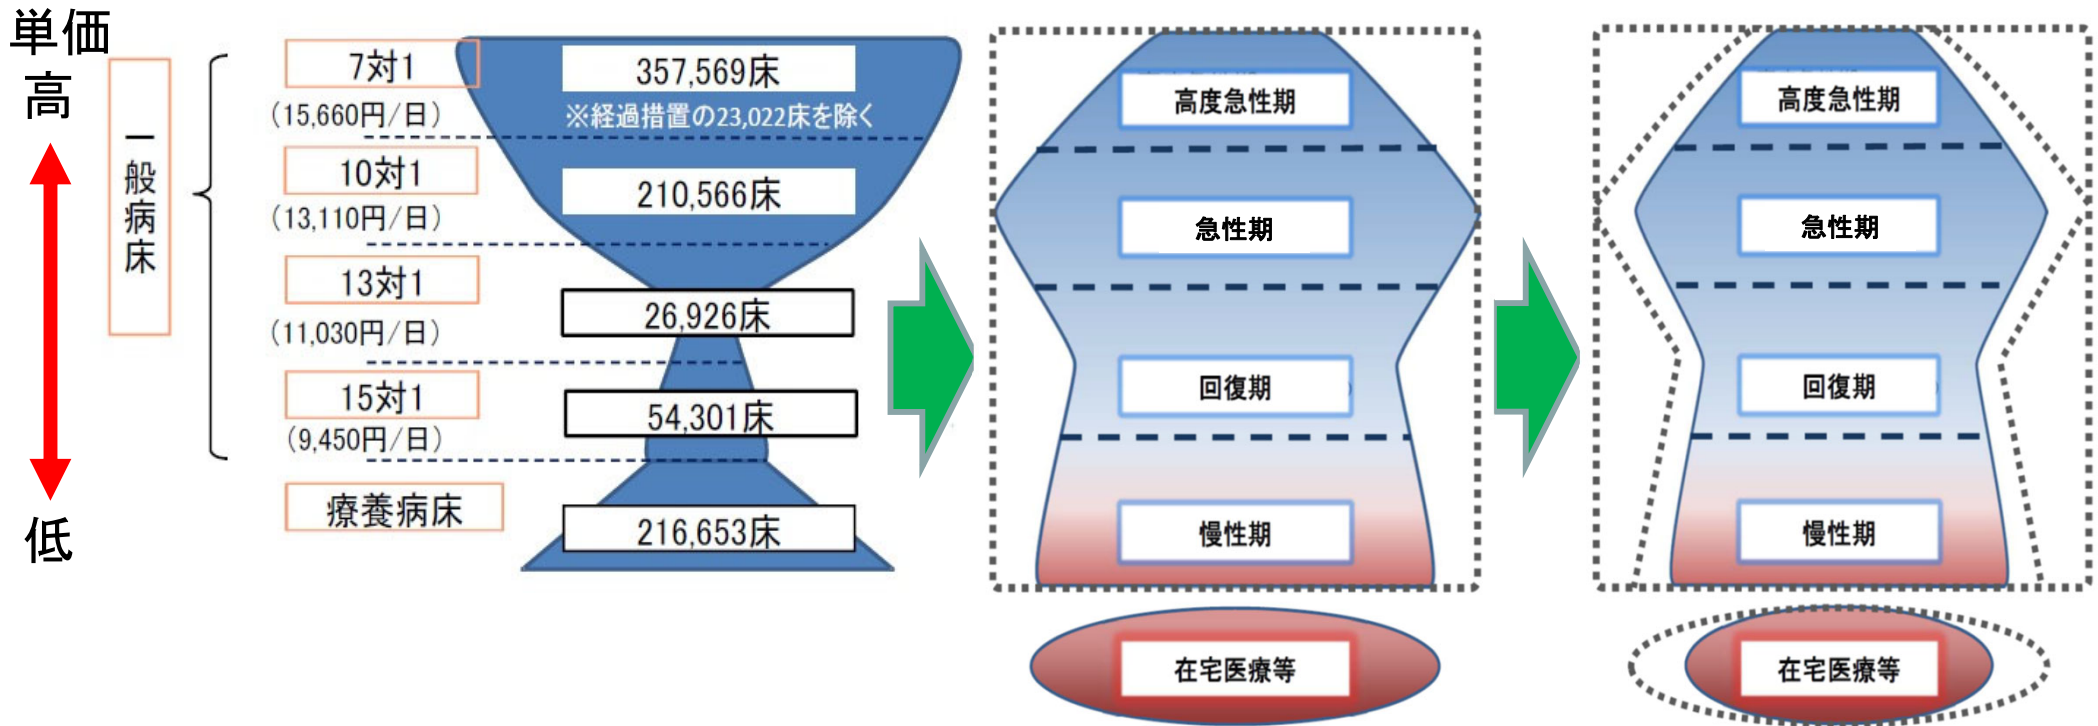 単価
高
低
一般病床
7対1
(15,660円/日)
10対1
(13,110円/日)
13対1
(11,030円/日)
15対1
(9,450円/日)
療養病床
357,569床
※経過措置の23,022床を除く
210,566床
26,926床
54,301床
216,653床
高度急性期
急性期
回復期
慢性期
在宅医療等
高度急性期
急性期
回復期
慢性期
在宅医療等